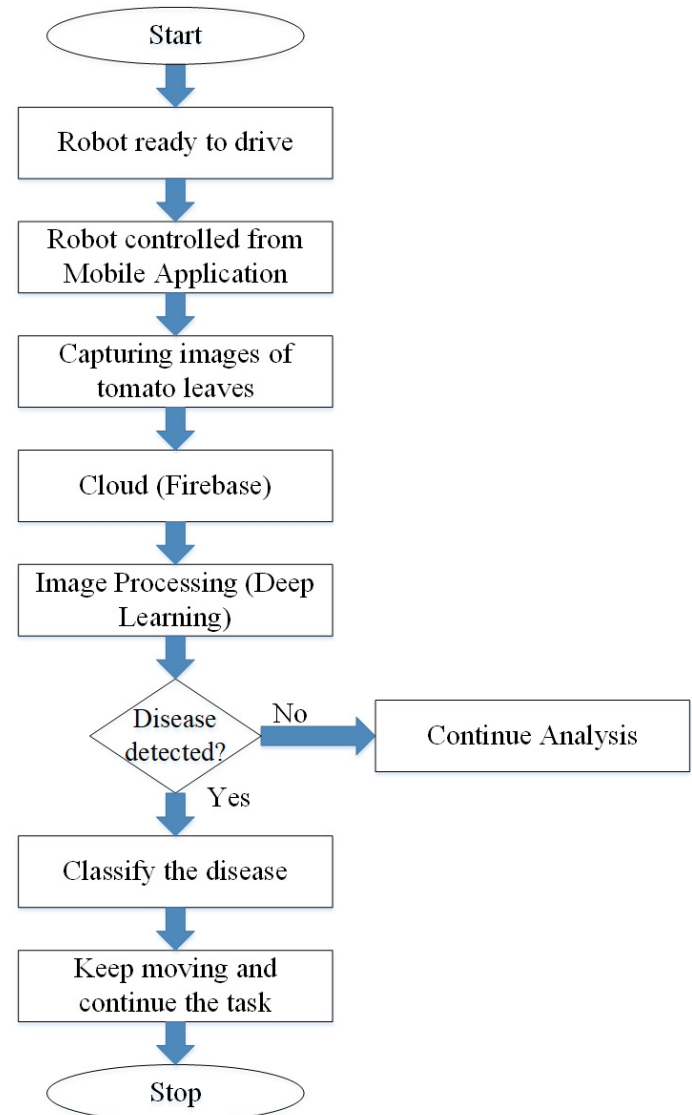 Start
Robot ready to drive
Robot controlled from
Mobile Application
Capturing images of
tomato leaves
Cloud (Firebase)
Image Processing (Deep
Learning)
Disease
detected?
No
Continue Analysis
Yes
Classify the disease
Keep moving and
continue the task
Stop